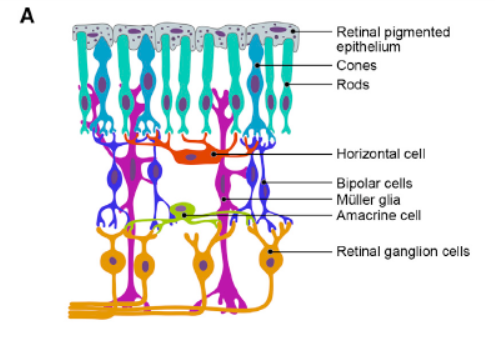 A
Retinal pigmented
epithelium
Cones
Rods
Horizontal cell
Bipolar cells
Müller glia
Amacrine cell
Retinal ganglion cells